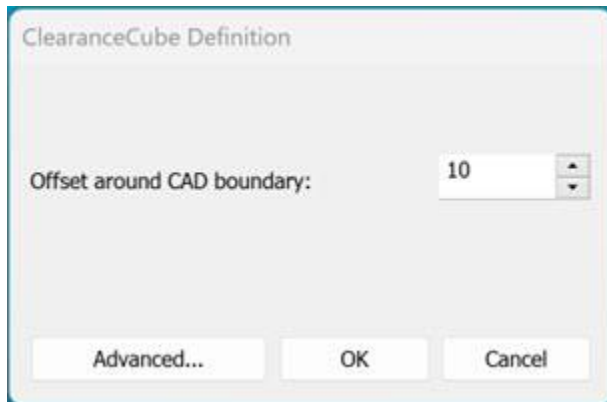 ClearanceCube Definition
Offset around CAD boundary:
10
Advanced...
OK
Cancel